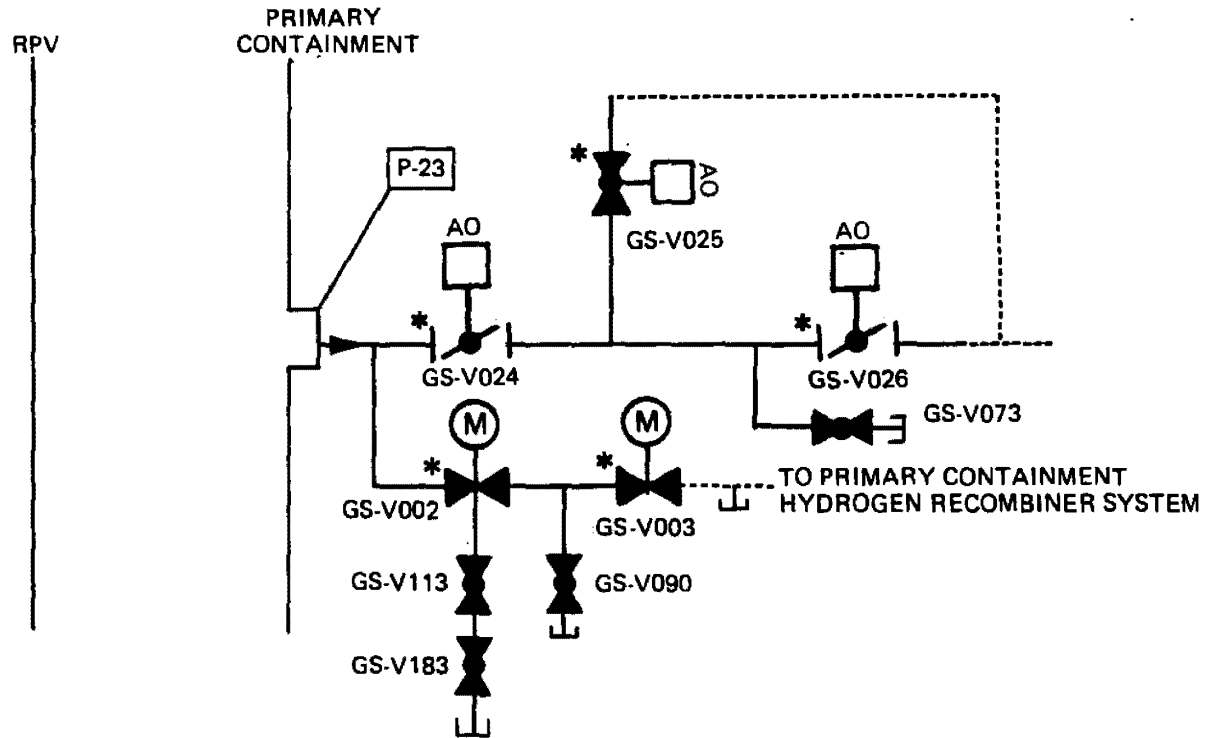 RPV
PRIMARY
CONTAINMENT
P-23
* AO
GS-V025
AO
* GS-V024
AO
* GS-V026
GS-V073
M
* GS-V002
M
* GS-V003
TO PRIMARY CONTAINMENT
HYDROGEN RECOMBINER SYSTEM
GS-V113
GS-V090
GS-V183